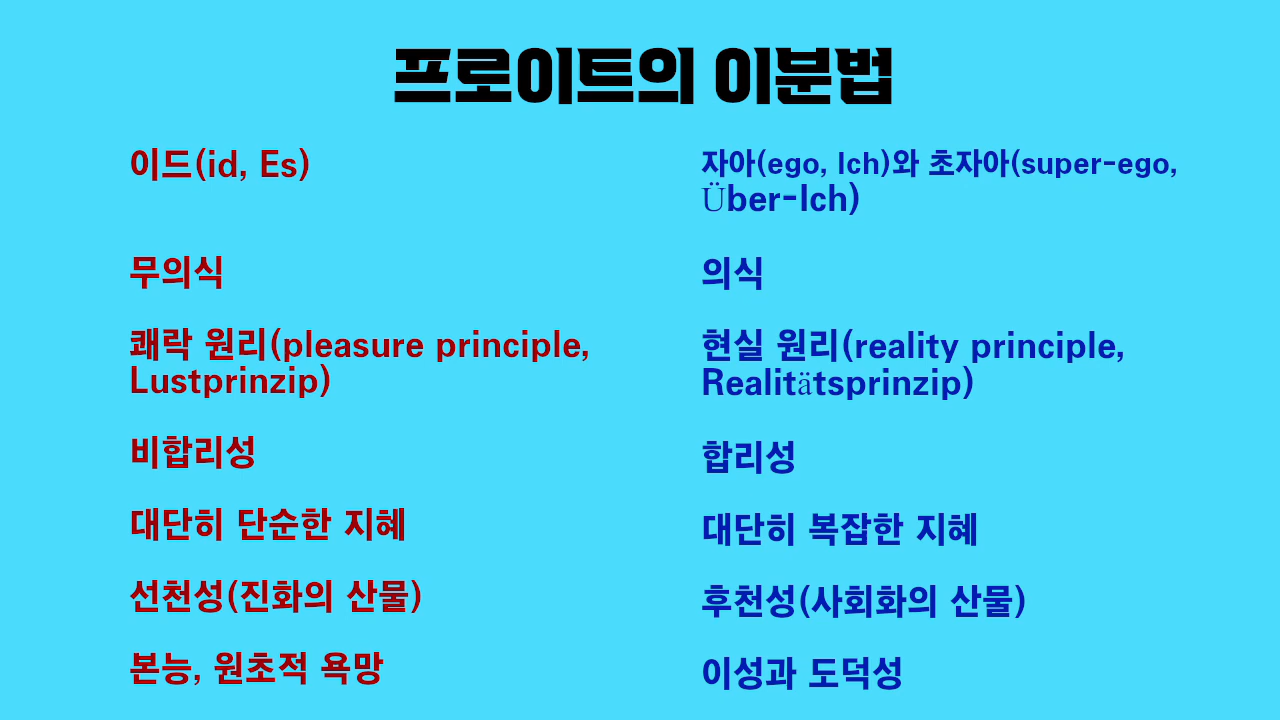 프로이트의 이분법
이드(id, Es)
무의식
쾌락 원리(pleasure principle,
Lustprinzip)
비합리성
대단히 단순한 지혜
선천성(진화의 산물)
본능, 원초적 욕망
자아(ego, Ich)와 초자아(super-ego,
Über-Ich)
의식
현실 원리(reality principle,
Realitätsprinzip)
합리성
대단히 복잡한 지혜
후천성(사회화의 산물)
이성과 도덕성